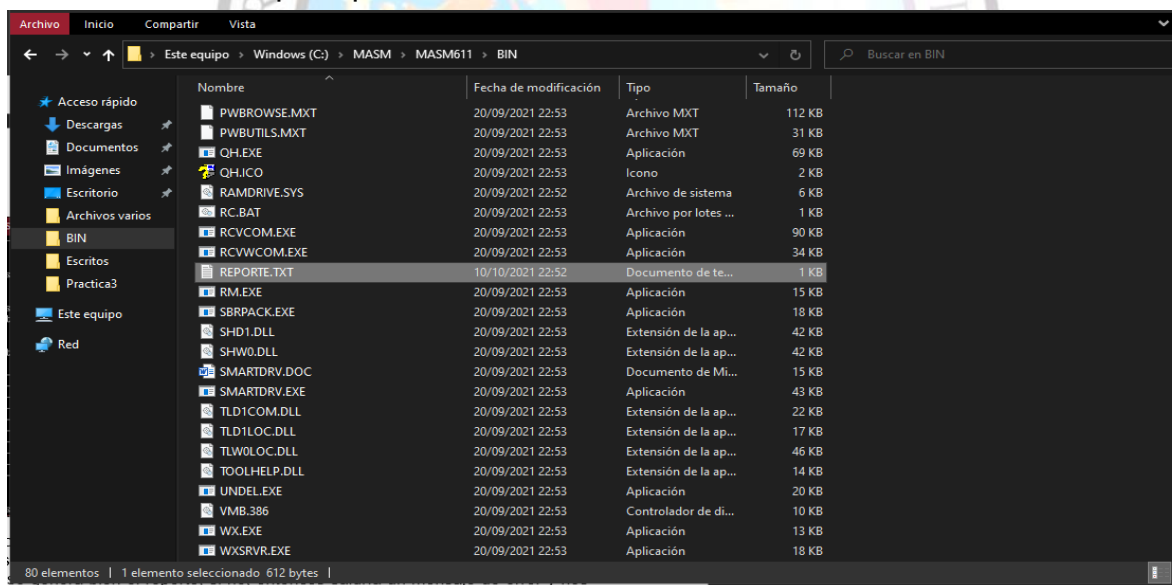 Archivo Inicio Compartir Vista
Este equipo > Windows (C:) > MASM > MASM611 > BIN Buscar en BIN
Nombre Fecha de modificación Tipo Tamaño
Acceso rápido
Descargas
Documentos
Imágenes
Escritorio
Archivos varios
BIN
Escritos
Practica3
Este equipo
Red
PWBROWSE.MXT 20/09/2021 22:53 Archivo MXT 112 KB
PWBUTILS.MXT 20/09/2021 22:53 Archivo MXT 31 KB
QH.EXE 20/09/2021 22:53 Aplicación 69 KB
QH.ICO 20/09/2021 22:53 Icono 2 KB
RAMDRIVE.SYS 20/09/2021 22:52 Archivo de sistema 6 KB
RC.BAT 20/09/2021 22:53 Archivo por lotes ... 1 KB
RCVCOM.EXE 20/09/2021 22:53 Aplicación 90 KB
RCVWCOM.EXE 20/09/2021 22:53 Aplicación 34 KB
REPORTE.TXT 10/10/2021 22:52 Documento de te... 1 KB
RM.EXE 20/09/2021 22:53 Aplicación 15 KB
SBRPACK.EXE 20/09/2021 22:53 Aplicación 18 KB
SHD1.DLL 20/09/2021 22:53 Extensión de la ap... 42 KB
SHW0.DLL 20/09/2021 22:53 Extensión de la ap... 42 KB
SMARTDRV.DOC 20/09/2021 22:53 Documento de Mi... 15 KB
SMARTDRV.EXE 20/09/2021 22:53 Aplicación 43 KB
TLD1COM.DLL 20/09/2021 22:53 Extensión de la ap... 22 KB
TLD1LOC.DLL 20/09/2021 22:53 Extensión de la ap... 17 KB
TLW0LOC.DLL 20/09/2021 22:53 Extensión de la ap... 46 KB
TOOLHELP.DLL 20/09/2021 22:53 Extensión de la ap... 14 KB
UNDEL.EXE 20/09/2021 22:53 Aplicación 20 KB
VMB.386 20/09/2021 22:53 Controlador de di... 10 KB
WX.EXE 20/09/2021 22:53 Aplicación 13 KB
WXSRVR.EXE 20/09/2021 22:53 Aplicación 18 KB
80 elementos | 1 elemento seleccionado 612 bytes |